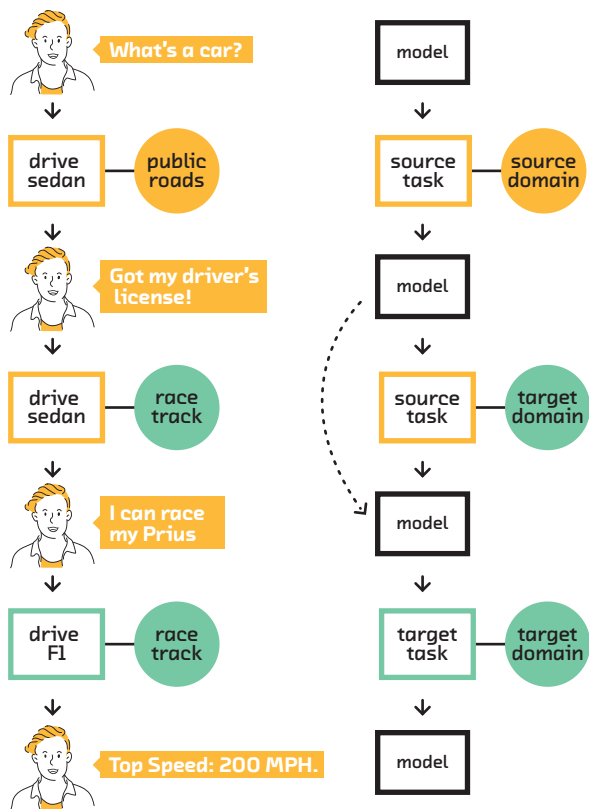 What's a car?
model
drive
sedan
public
roads
source
task
source
domain
Got my driver's
license!
model
drive
sedan
race
track
source
task
target
domain
I can race
my Prius
model
drive
F1
race
track
target
task
target
domain
Top Speed: 200 MPH.
model